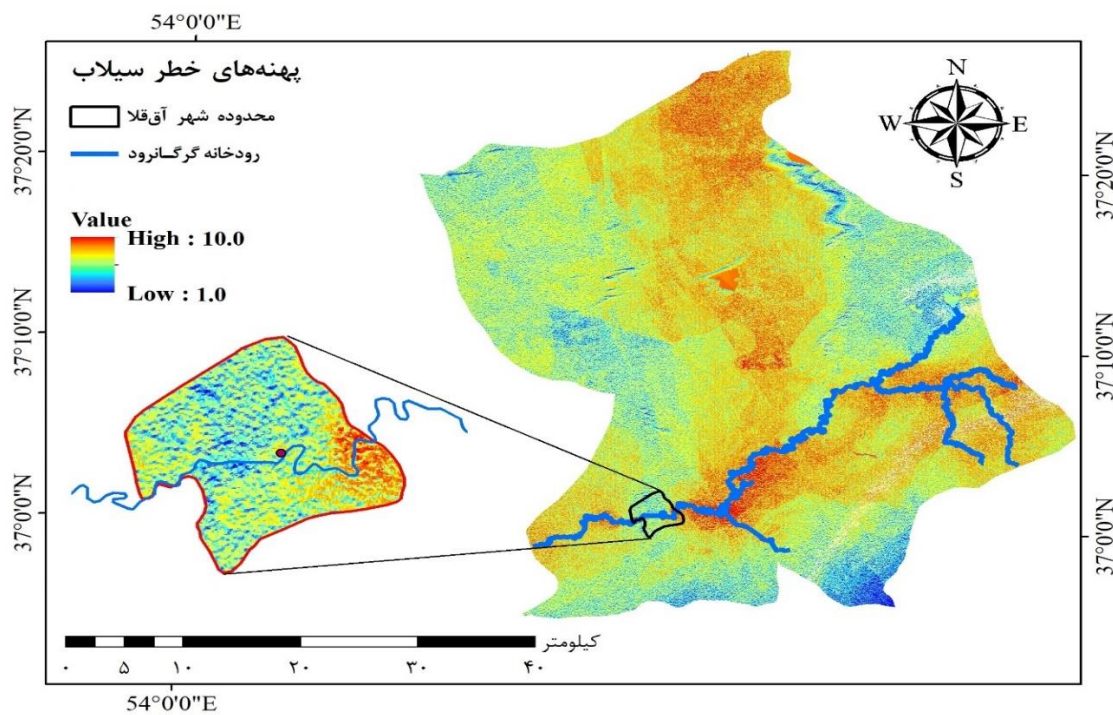 54°0'0"E
پهنه‌های خطر سیلاب
محدوده شهر آق‌قلا
رودخانه گرگـانرود
Value
High : 10.0
Low : 1.0
N
W E
S
37°20'0"N
37°10'0"N
37°0'0"N
37°20'0"N
37°10'0"N
37°0'0"N
کیلومتر
۰ ۵ ۱۰ ۲۰ ۳۰ ۴۰
54°0'0"E